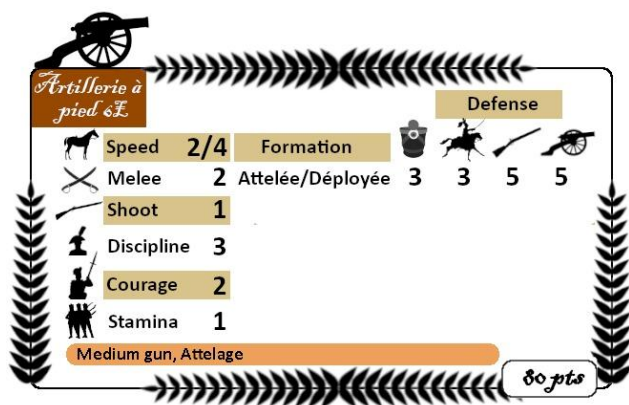 Artillerie à
pied 6£
Defense
Speed 2/4 Formation
Melee 2 Attelée/Déployée 3 3 5 5
Shoot 1
Discipline 3
Courage 2
Stamina 1
Medium gun, Attelage
80 pts